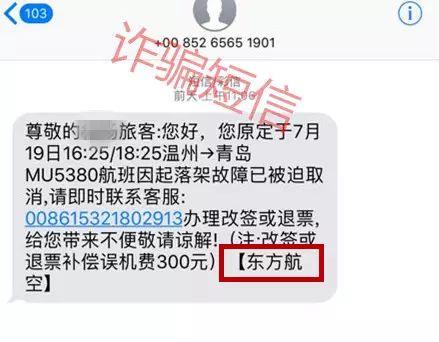 103
+00 852 6565 1901
短信/彩信
前天 上午11:06
诈骗短信
尊敬的 旅客:您好，您原定于7月
19日16:25/18:25温州→青岛
MU5380航班因起落架故障已被迫取
消,请即时联系客服:
008615321802913办理改签或退票,
给您带来不便敬请谅解!（注:改签或
退票补偿误机费300元）【东方航
空】